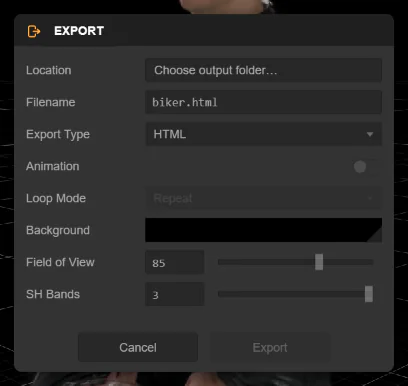 EXPORT
Location Choose output folder...
Filename biker.html
Export Type HTML
Animation
Loop Mode Repeat
Background
Field of View 85
SH Bands 3
Cancel Export